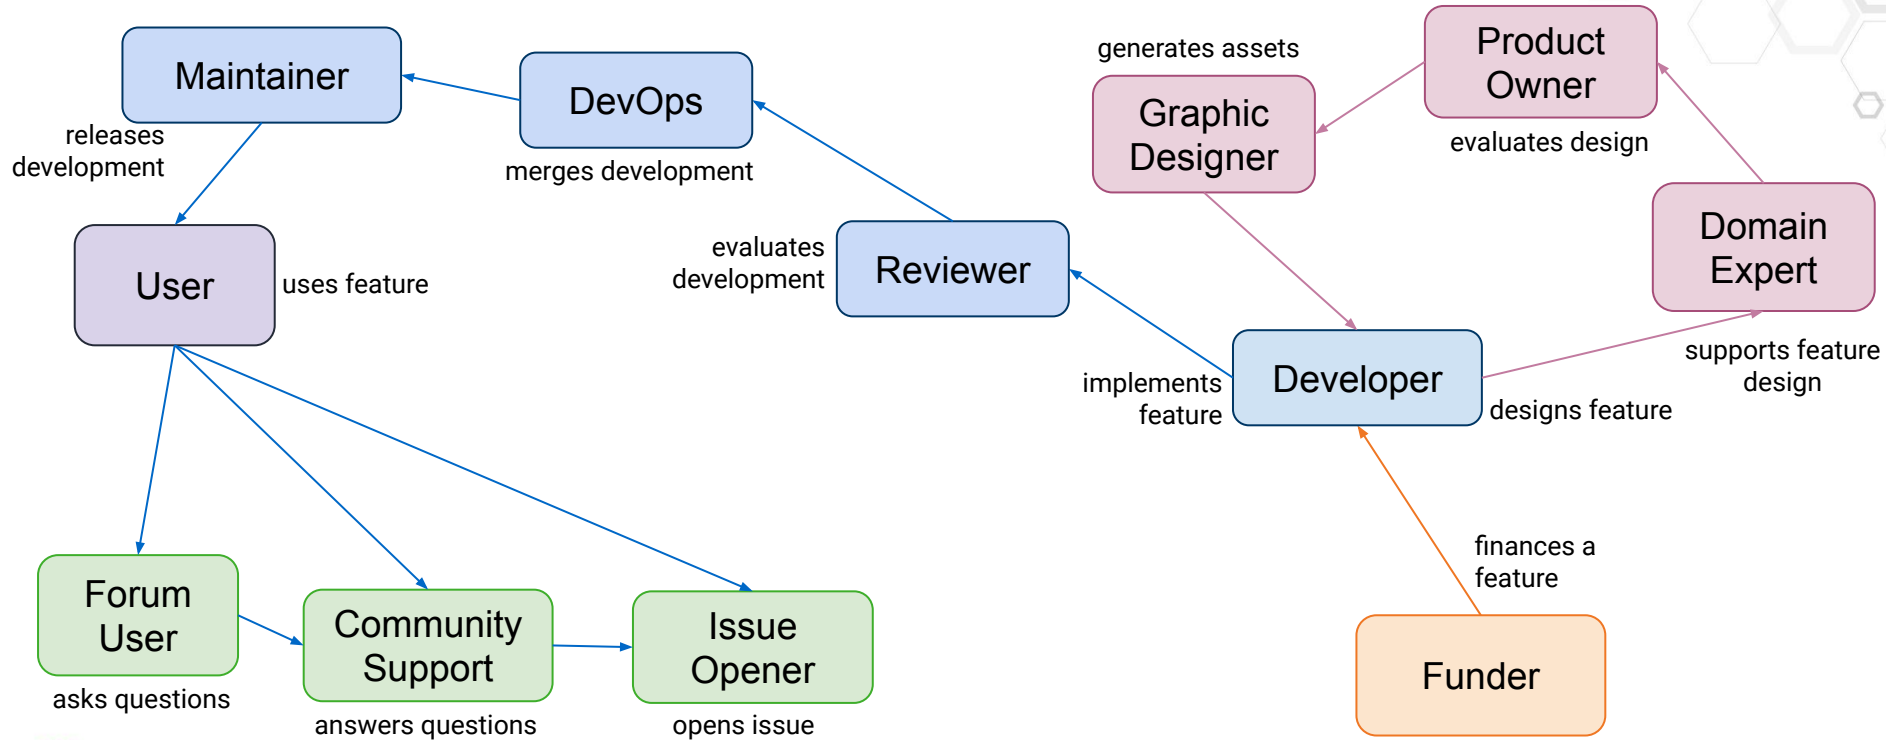 Maintainer
releases
development
DevOps
merges development
generates assets
Graphic
Designer
Product
Owner
evaluates design
Domain
Expert
supports feature
design
User
uses feature
evaluates
development
Reviewer
implements
feature
Developer
designs feature
finances a
feature
Funder
Forum
User
asks questions
Community
Support
answers questions
Issue
Opener
opens issue